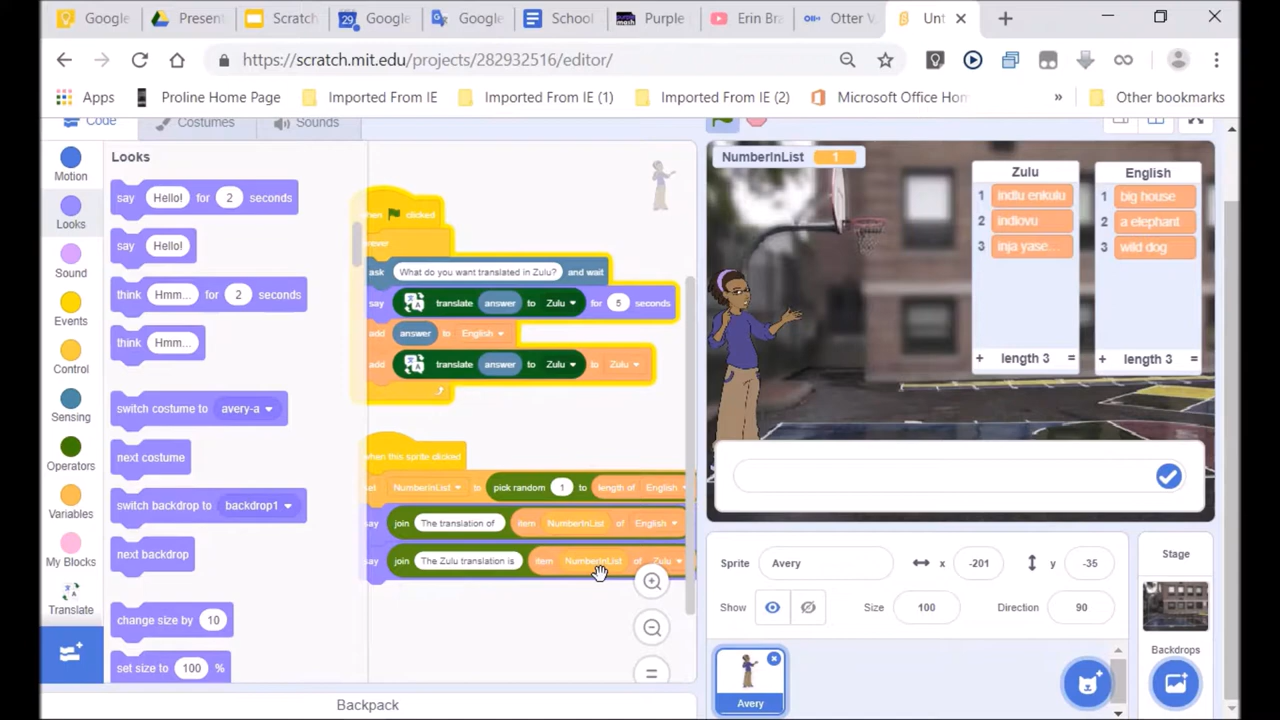 Google
Present
Scratch
29 Google
Google
School
Purple
Erin Bra
Otter V
Unt
https://scratch.mit.edu/projects/282932516/editor/
Apps
Proline Home Page
Imported From IE
Imported From IE (1)
Imported From IE (2)
Microsoft Office Hom
»
Other bookmarks
Code
Costumes
Sounds
Motion
Looks
Sound
Events
Control
Sensing
Operators
Variables
My Blocks
Translate
Looks
say Hello! for 2 seconds
say Hello!
think Hmm... for 2 seconds
think Hmm...
switch costume to avery-a
next costume
switch backdrop to backdrop1
next backdrop
change size by 10
set size to 100 %
when clicked
forever
ask What do you want translated in Zulu? and wait
say translate answer to Zulu for 5 seconds
add answer to English
add translate answer to Zulu to Zulu
when this sprite clicked
set NumberInList to pick random 1 to length of English
say join The translation of item NumberInList of English
say join The Zulu translation is item NumberInList of Zulu
Backpack
NumberInList 1
Zulu
1 indlu enkulu
2 indlovu
3 inja yase...
+ length 3 =
English
1 big house
2 a elephant
3 wild dog
+ length 3 =
Sprite Avery x -201 y -35
Show Size 100 Direction 90
Avery
Stage
Backdrops